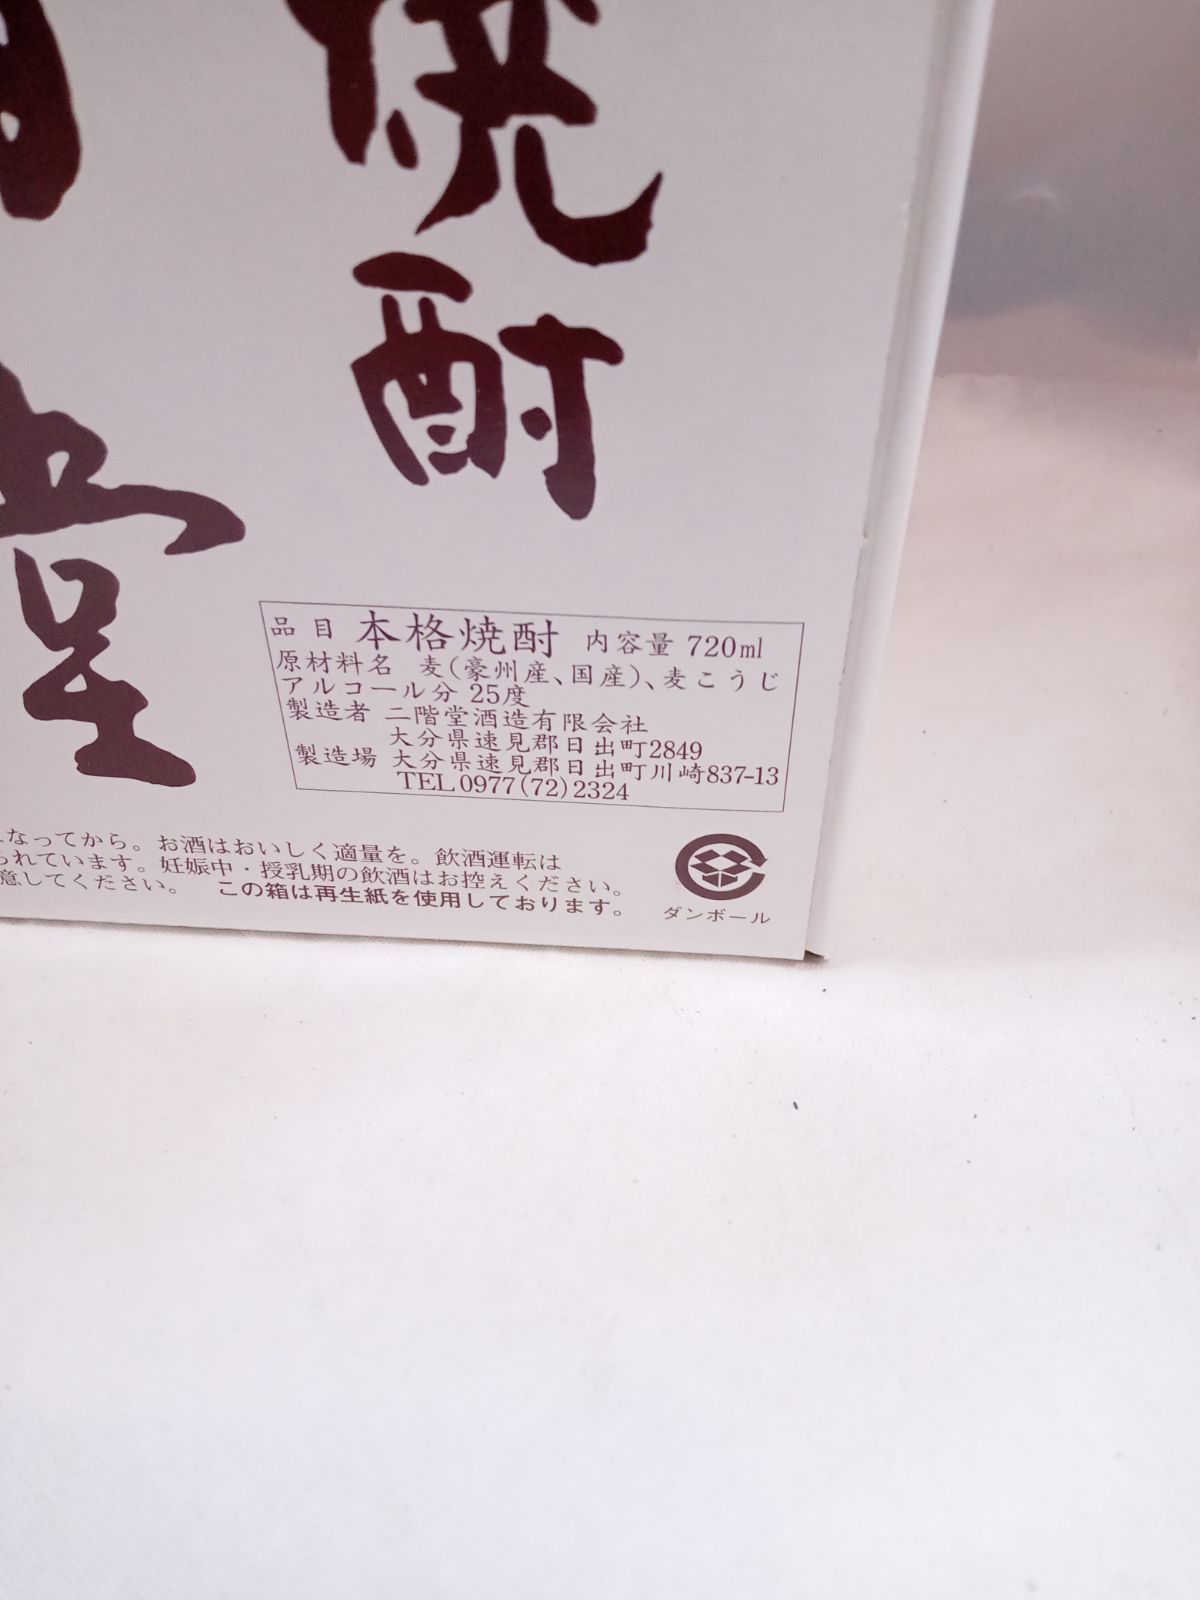 焼酎
堂
品目 本格焼酎 内容量 720ml
原材料名 麦(豪州産、国産)、麦こうじ
アルコール分 25度
製造者 二階堂酒造有限会社
大分県速見郡日出町2849
製造場 大分県速見郡日出町川崎837-13
TEL0977(72)2324
なってから。お酒はおいしく適量を。飲酒運転は
られています。妊娠中・授乳期の飲酒はお控えください。
意してください。 この箱は再生紙を使用しております。
ダンボール